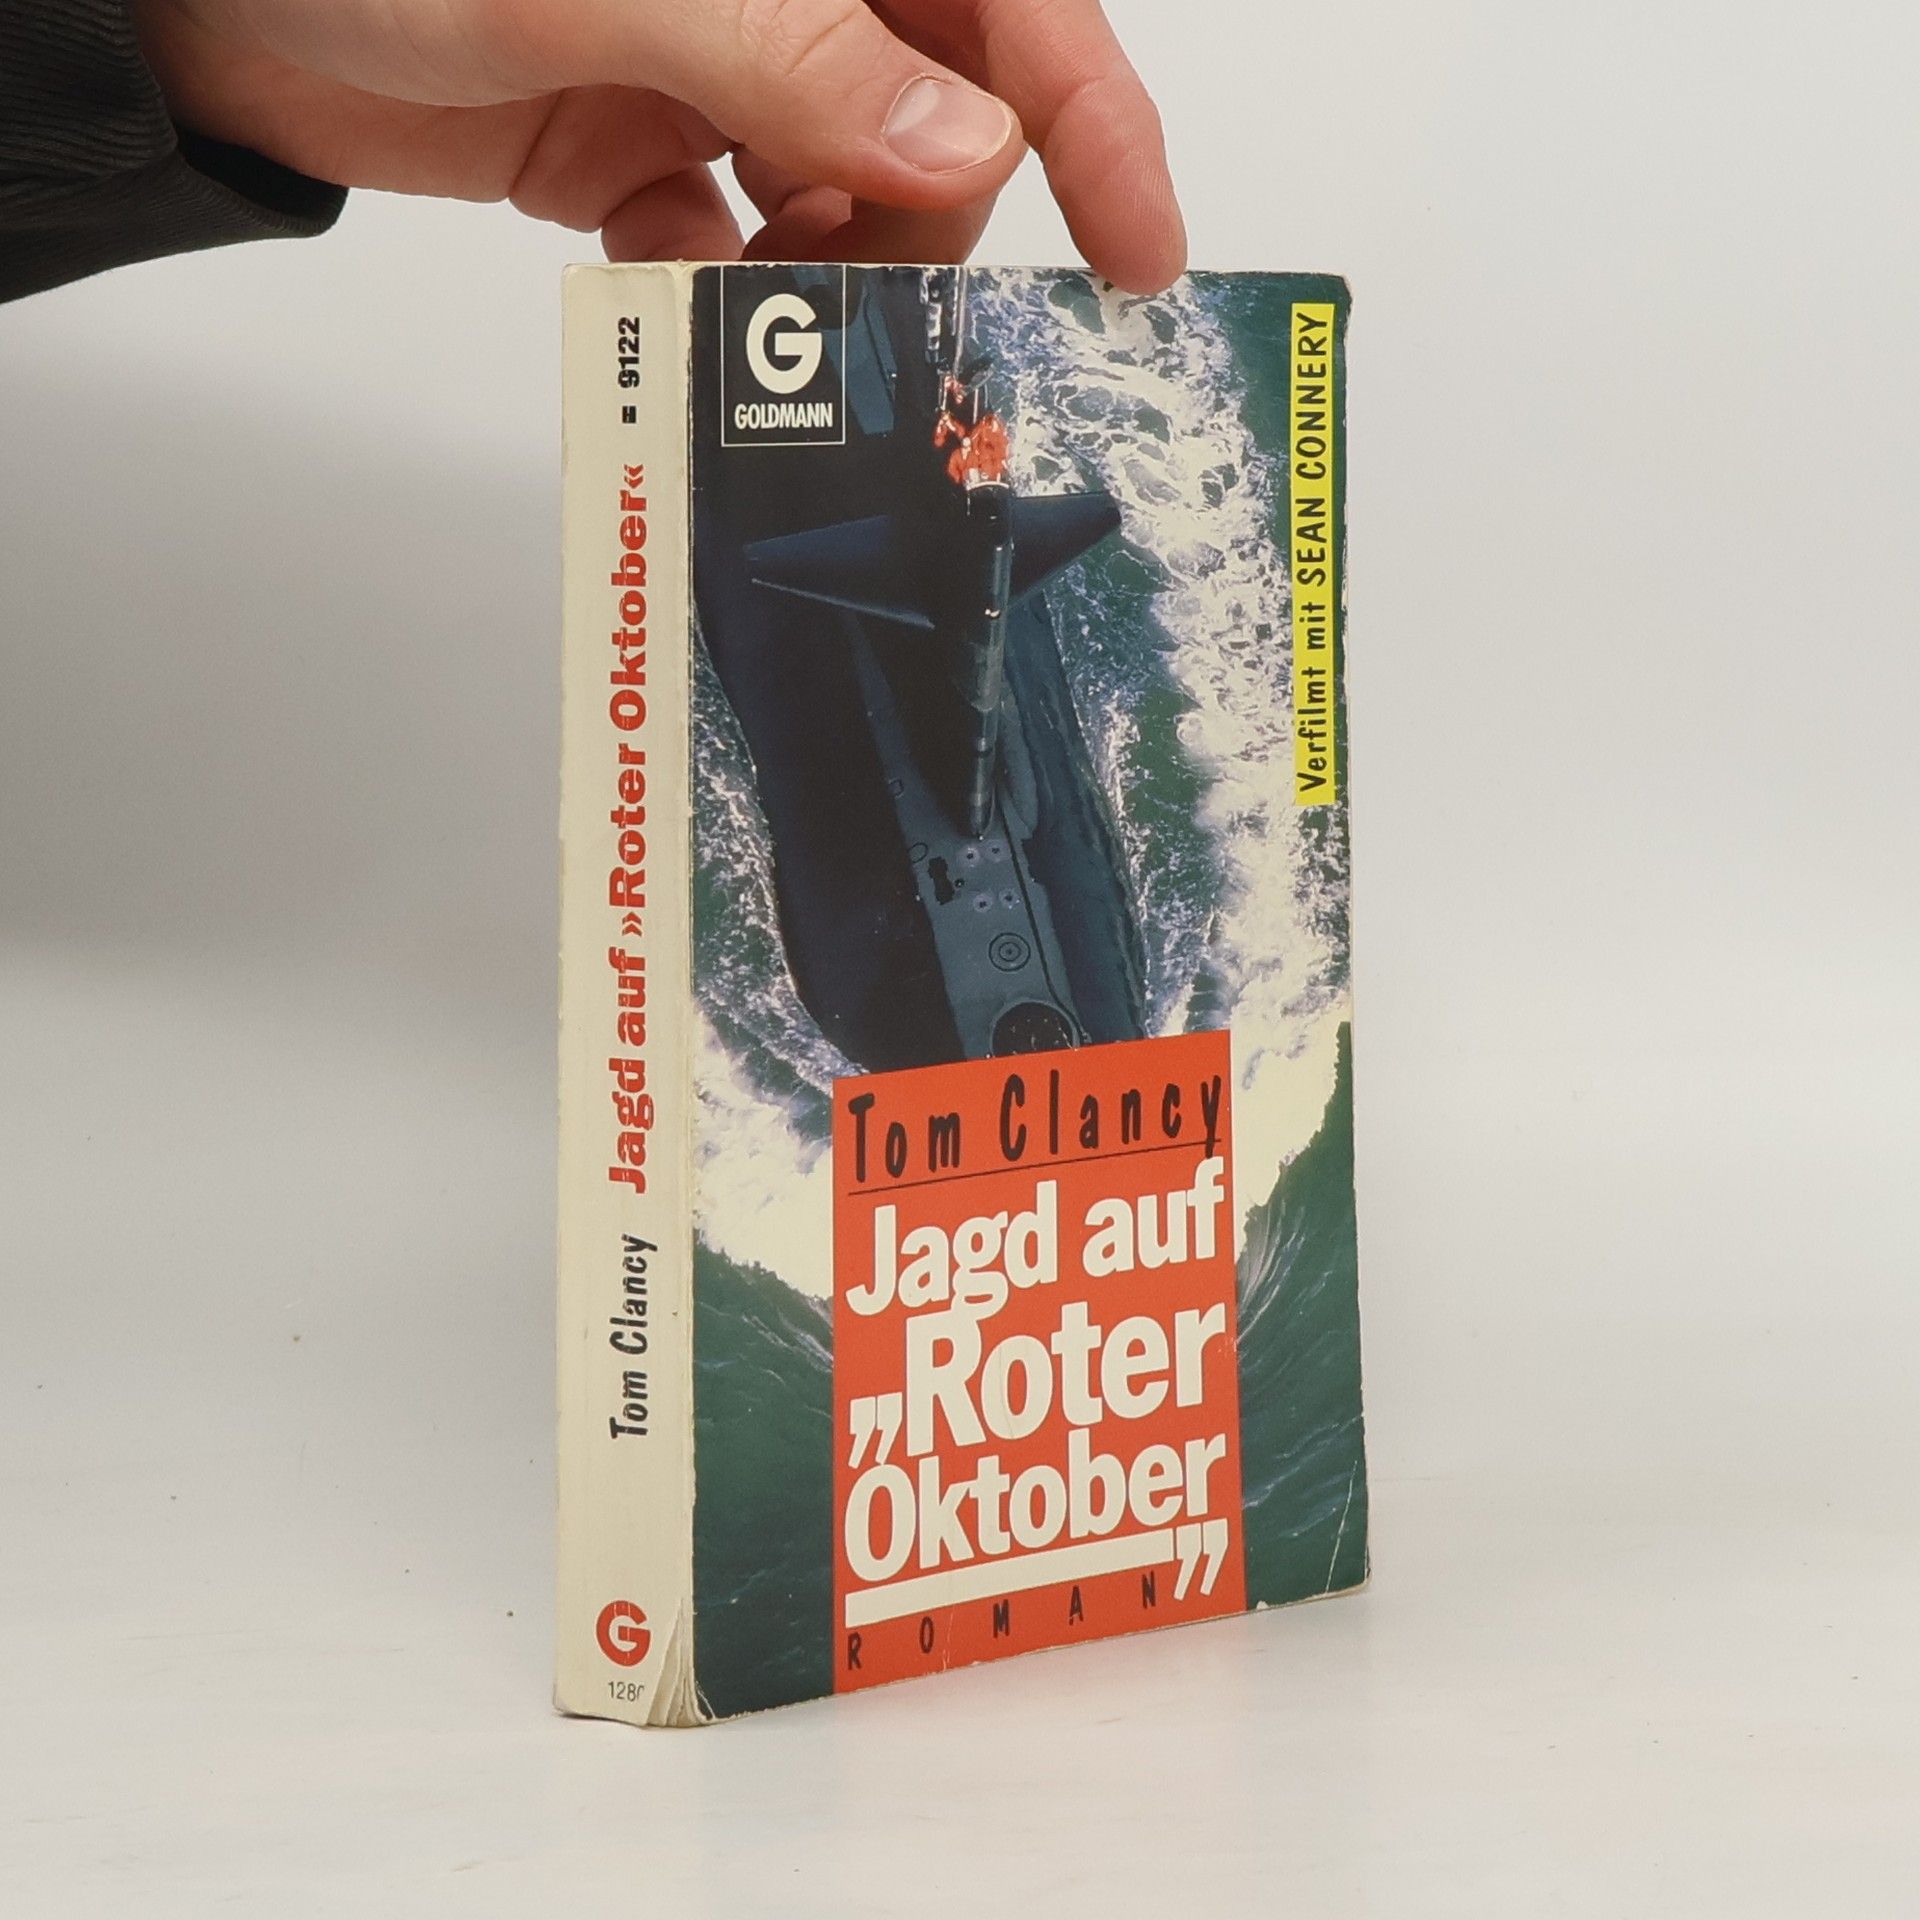 Tom Clancy Jagd auf »Roter Oktober« 9122
G
G
GOLDMANN
Verfilmt mit SEAN CONNERY
Tom Clancy
Jagd auf
„Roter
Oktober”
ROMAN